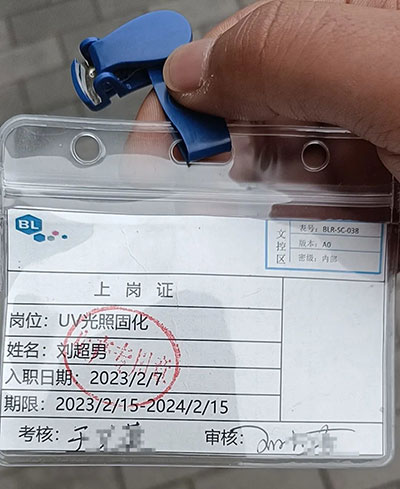 BL
文控区
表号：BLR-SC-038
版本：A0
密级：内部
上岗证
岗位：UV光照固化
姓名：刘超男
入职日期：2023/2/7
期限：2023/2/15-2024/2/15
考核：
审核：